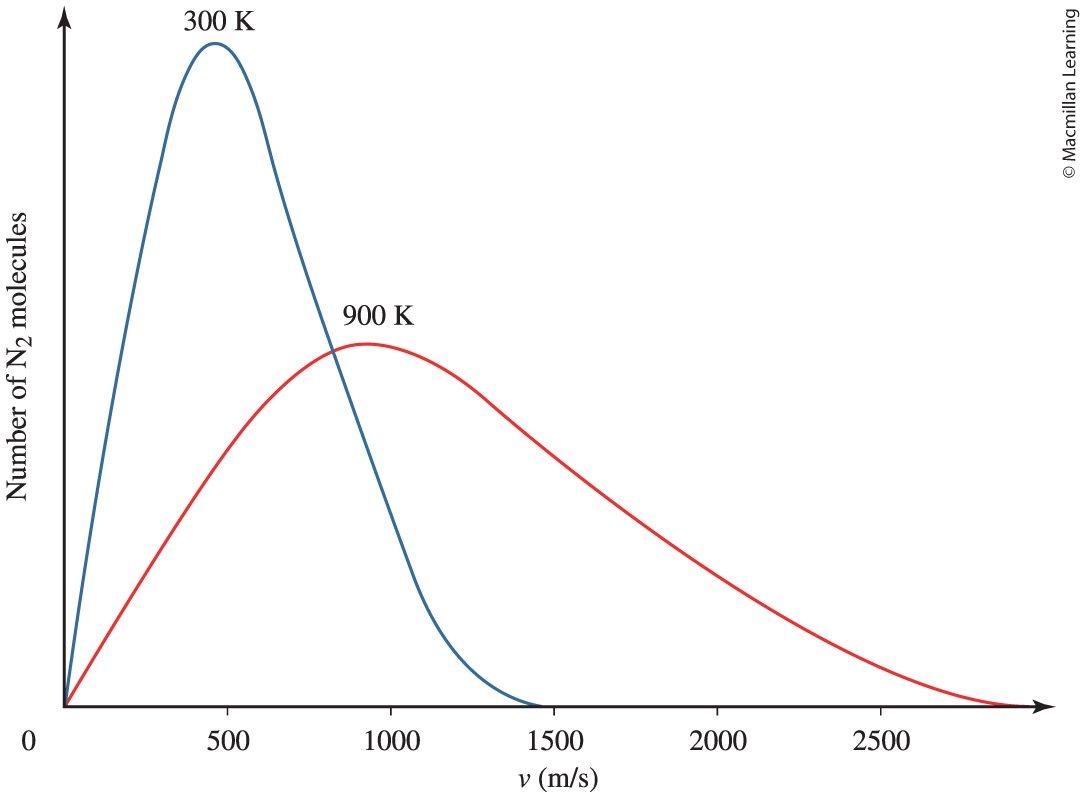 300 K
© Macmillan Learning
900 K
Number of N₂ molecules
0 500 1000 1500 2000 2500
v (m/s)